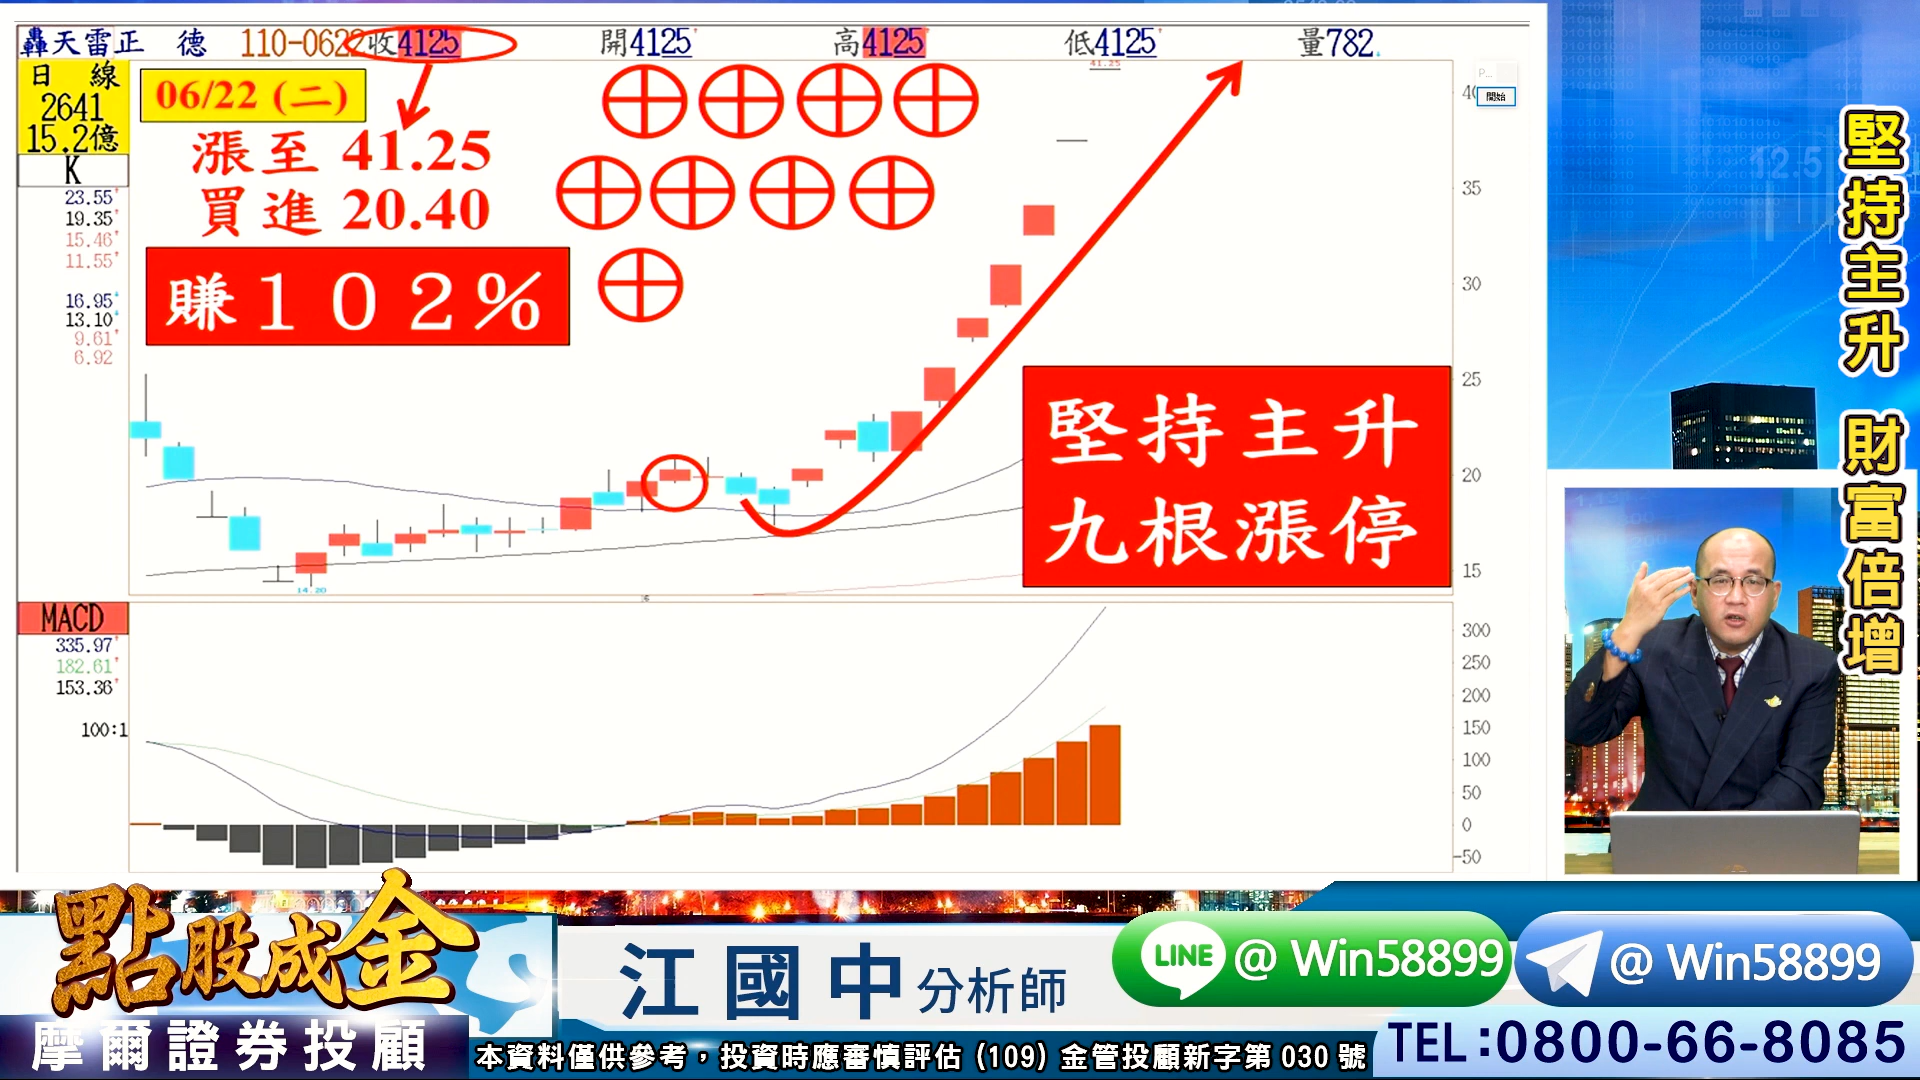 轟天雷正 德 110-0622收4125 開4125 高4125 低4125 量782
日線
2641
15.2億
K
23.55
19.35
15.46
11.55
16.95
13.10
9.61
6.92
06/22 (二)
漲至 41.25
買進 20.40
賺102%
41.25
14.20
堅持主升
九根漲停
40
35
30
25
20
15
開始
MACD
335.97
182.61
153.36
100:1
300
250
200
150
100
50
0
-50
堅持主升 財富倍增
點股成金
摩爾證券投顧
江國中分析師
LINE @ Win58899
@ Win58899
TEL:0800-66-8085
本資料僅供參考，投資時應審慎評估 (109) 金管投顧新字第 030 號